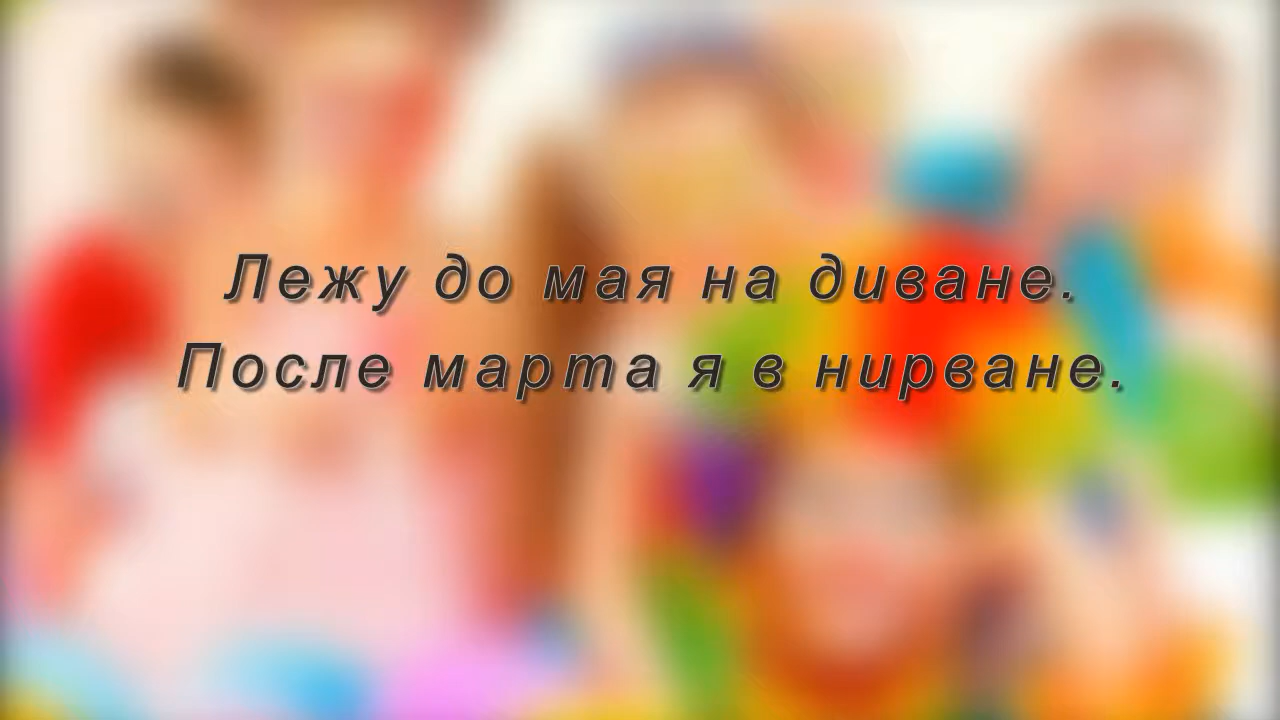 Лежу до мая на диване.
После марта я в нирване.